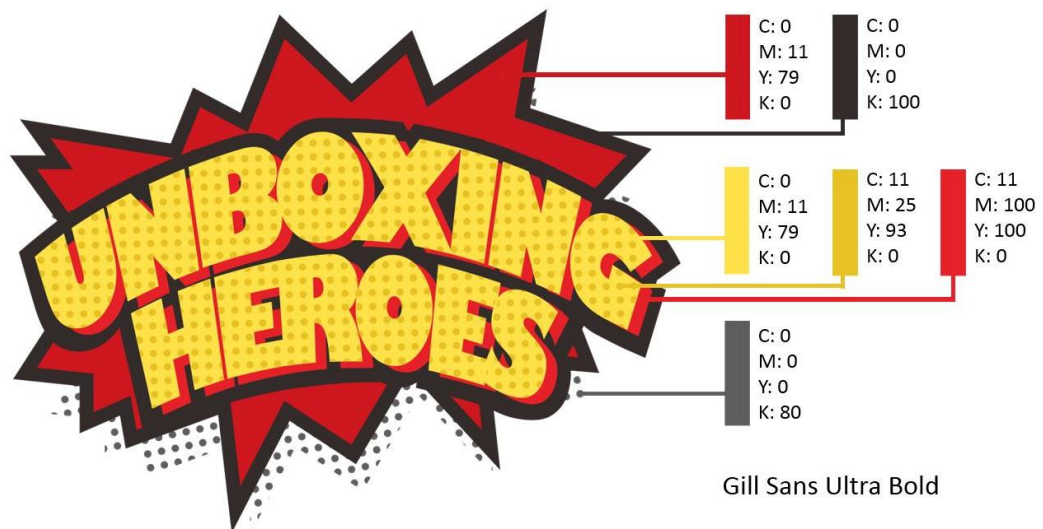 UNBOXING
HEROES
C: 0
M: 11
Y: 79
K: 0
C: 0
M: 0
Y: 0
K: 100
C: 0
M: 11
Y: 79
K: 0
C: 11
M: 25
Y: 93
K: 0
C: 11
M: 100
Y: 100
K: 0
C: 0
M: 0
Y: 0
K: 80
Gill Sans Ultra Bold